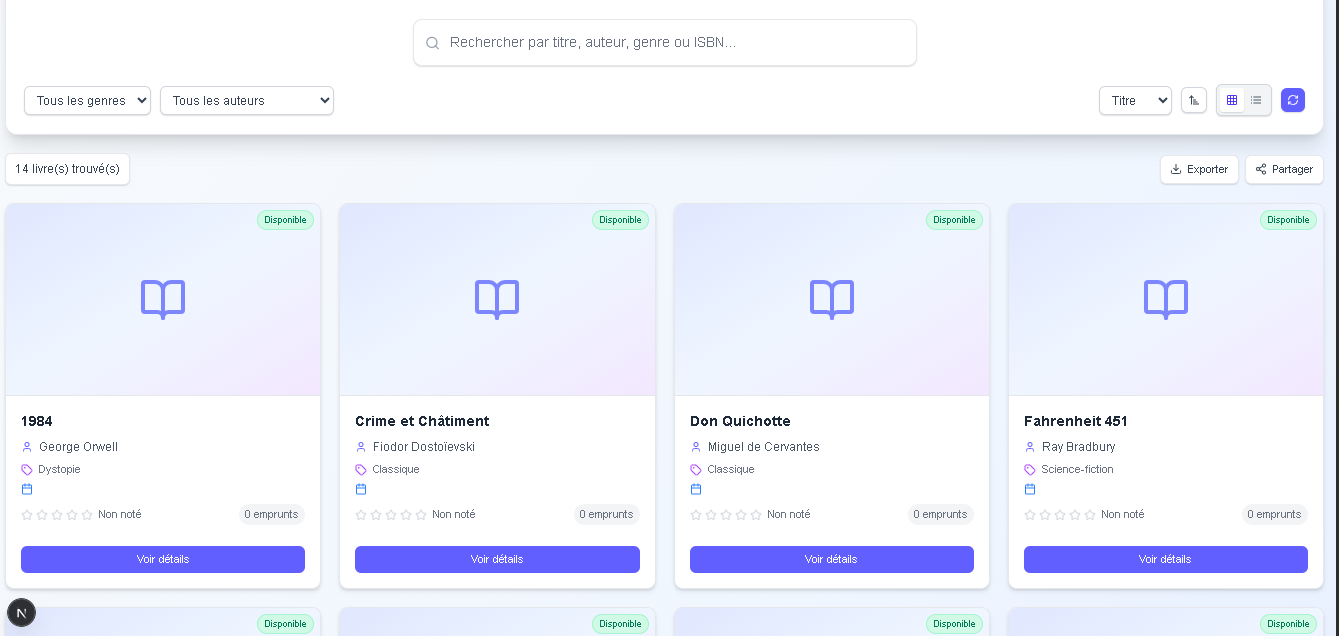 Rechercher par titre, auteur, genre ou ISBN...
Tous les genres Tous les auteurs Titre
14 livre(s) trouvé(s) Exporter Partager
Disponible Disponible Disponible Disponible
1984 Crime et Châtiment Don Quichotte Fahrenheit 451
George Orwell Fiodor Dostoïevski Miguel de Cervantes Ray Bradbury
Dystopie Classique Classique Science-fiction
Non noté 0 emprunts Non noté 0 emprunts Non noté 0 emprunts Non noté 0 emprunts
Voir détails Voir détails Voir détails Voir détails
N
Disponible Disponible Disponible Disponible